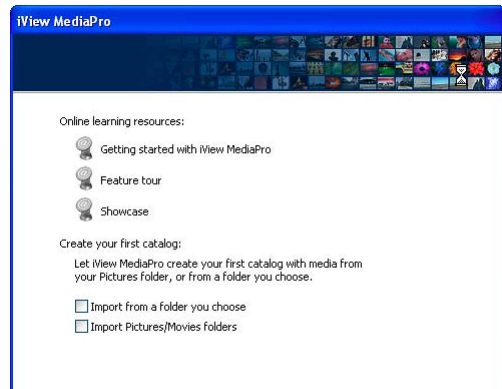 iView MediaPro
Online learning resources:
Getting started with iView MediaPro
Feature tour
Showcase
Create your first catalog:
Let iView MediaPro create your first catalog with media from
your Pictures folder, or from a folder you choose.
Import from a folder you choose
Import Pictures/Movies folders